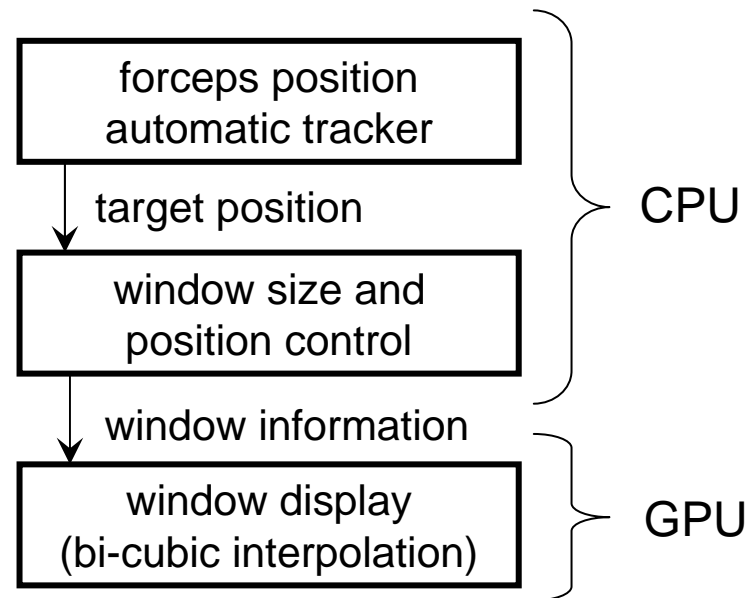 forceps position
automatic tracker
target position
CPU
window size and
position control
window information
window display
(bi-cubic interpolation)
GPU